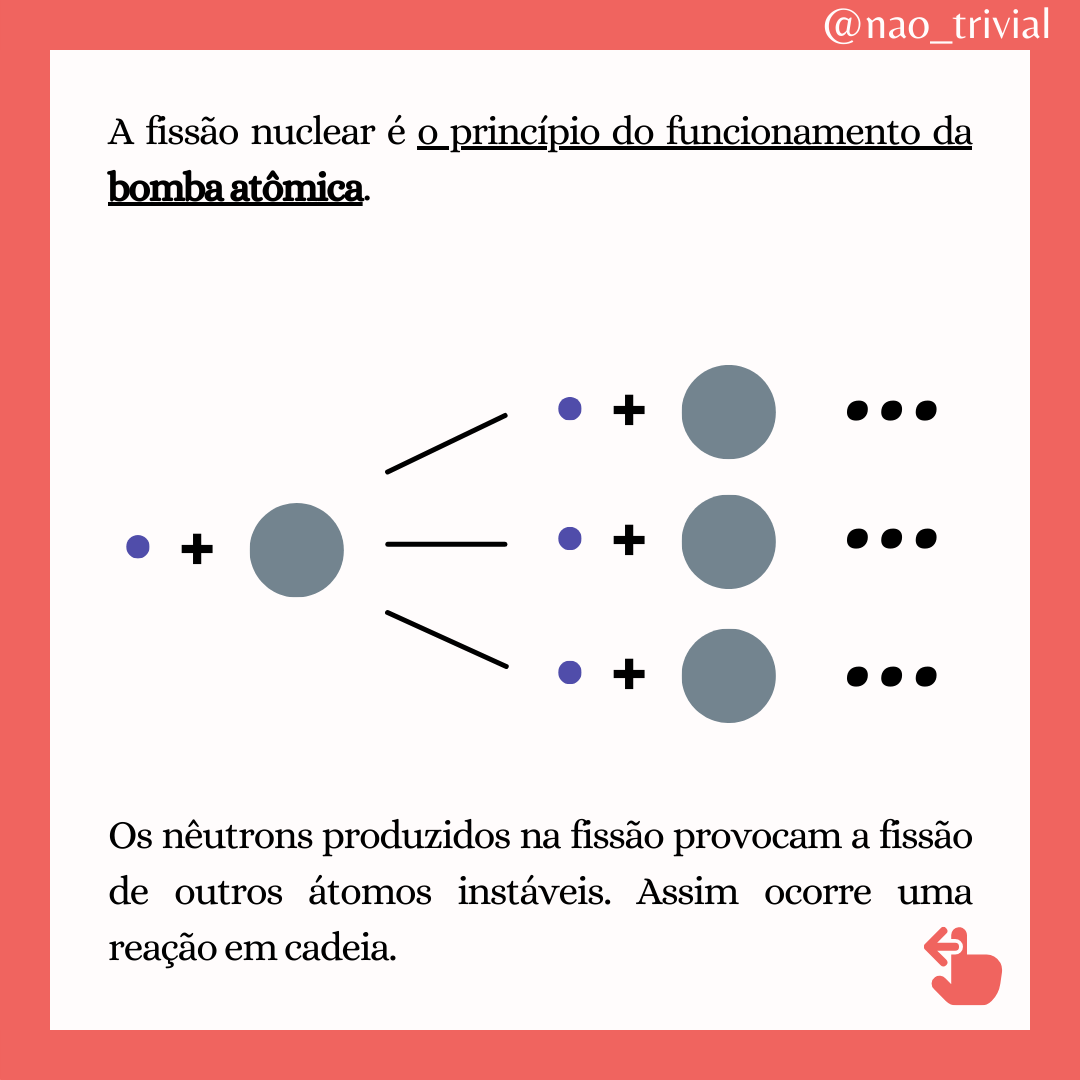 @nao_trivial
A fissão nuclear é o princípio do funcionamento da
bomba atômica.
+
+
+
+
Os nêutrons produzidos na fissão provocam a fissão
de outros átomos instáveis. Assim ocorre uma
reação em cadeia.